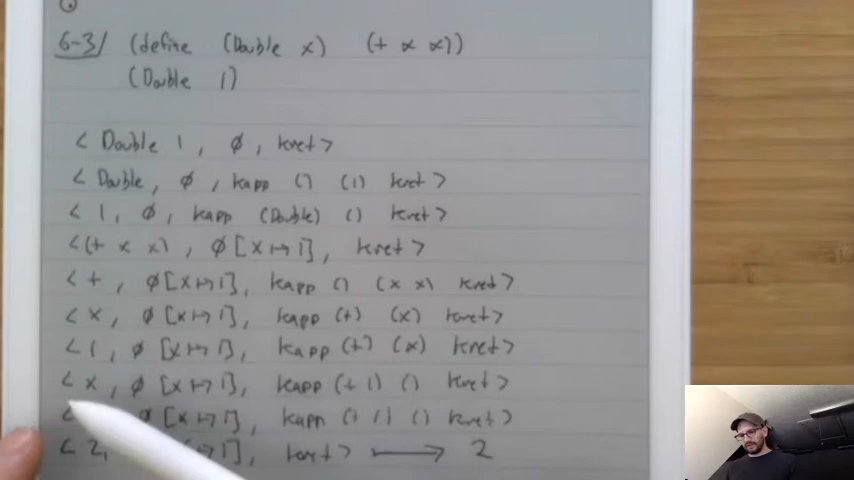 6-3/ (define (Double x) (+ x x))
(Double 1)
< Double 1, ø, kret >
< Double, ø, kapp () (1) kret >
< 1, ø, kapp (Double) () kret >
<(+ x x), ø[x↦1], kret >
< +, ø[x↦1], kapp () (x x) kret >
< x, ø[x↦1], kapp (+) (x) kret >
< 1, ø [x↦1], kapp (+) (x) kret >
< x, ø [x↦1], kapp (+ 1) () kret >
< ø [x↦1], kapp (+ 1) () kret >
< 2, ↦1], kret > ⟶ 2